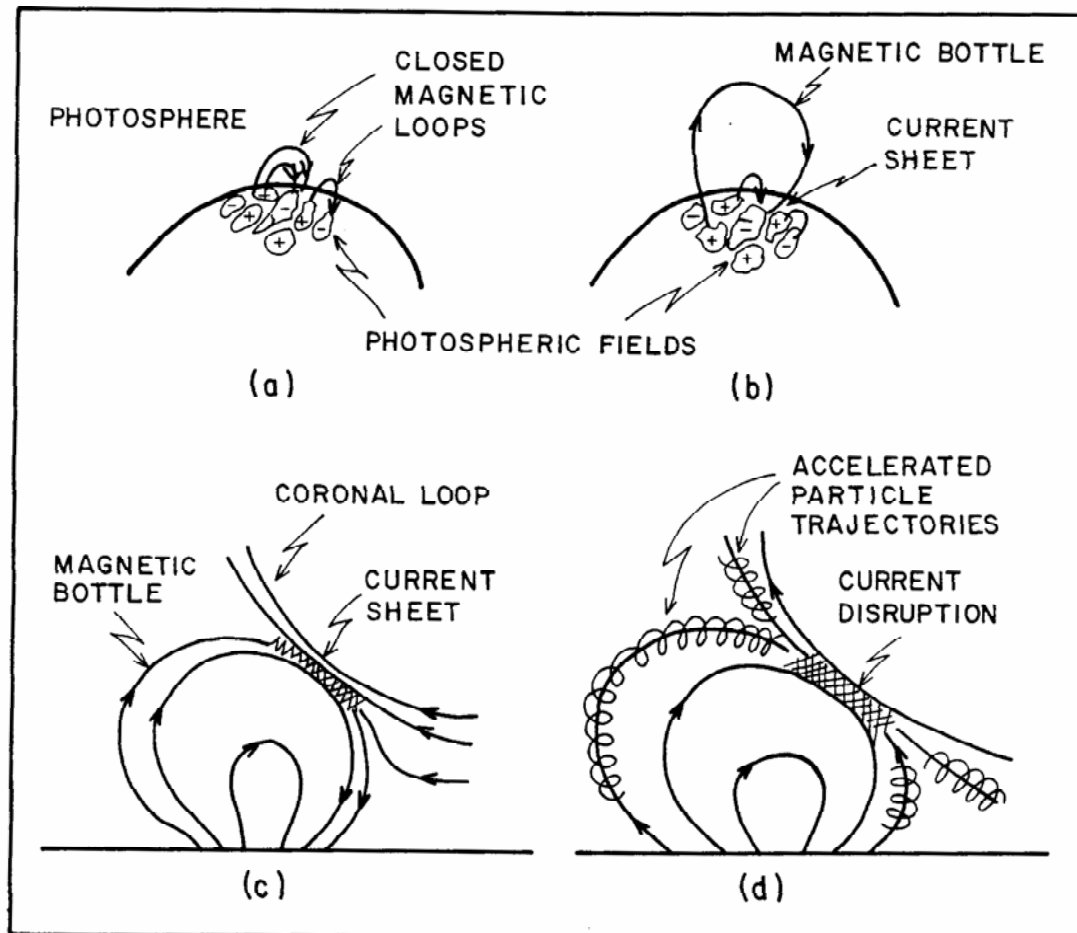 CLOSED
MAGNETIC
LOOPS
PHOTOSPHERE
MAGNETIC BOTTLE
CURRENT
SHEET
- + - + + - +
- + + = + - +
PHOTOSPHERIC FIELDS
(a)
(b)
CORONAL LOOP
MAGNETIC
BOTTLE
CURRENT
SHEET
ACCELERATED
PARTICLE
TRAJECTORIES
CURRENT
DISRUPTION
(c)
(d)